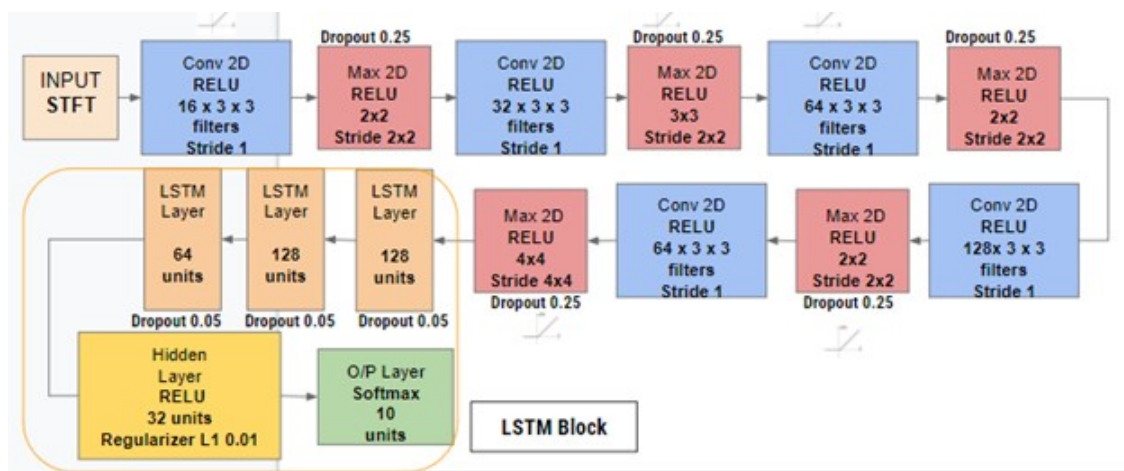 INPUT
STFT
Conv 2D
RELU
16 x 3 x 3
filters
Stride 1
Dropout 0.25
Max 2D
RELU
2x2
Stride 2x2
Conv 2D
RELU
32 x 3 x 3
filters
Stride 1
Dropout 0.25
Max 2D
RELU
3x3
Stride 2x2
Conv 2D
RELU
64 x 3 x 3
filters
Stride 1
Dropout 0.25
Max 2D
RELU
2x2
Stride 2x2
Conv 2D
RELU
128x 3 x 3
filters
Stride 1
Max 2D
RELU
2x2
Stride 2x2
Dropout 0.25
Conv 2D
RELU
64 x 3 x 3
filters
Stride 1
Max 2D
RELU
4x4
Stride 4x4
Dropout 0.25
LSTM
Layer
128
units
Dropout 0.05
LSTM
Layer
128
units
Dropout 0.05
LSTM
Layer
64
units
Dropout 0.05
Hidden
Layer
RELU
32 units
Regularizer L1 0.01
O/P Layer
Softmax
10
units
LSTM Block